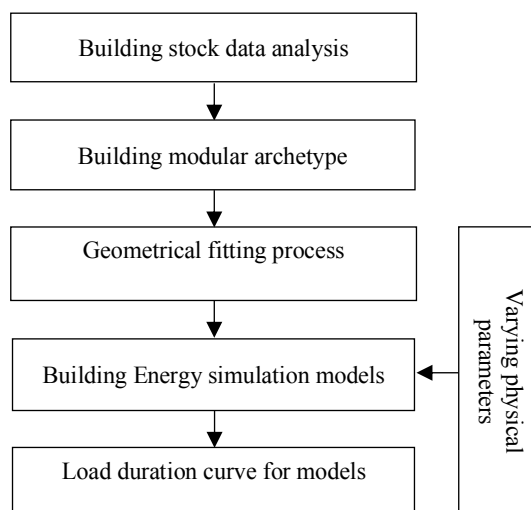 Building stock data analysis
Building modular archetype
Geometrical fitting process
Building Energy simulation models
Load duration curve for models
Varying physical
parameters